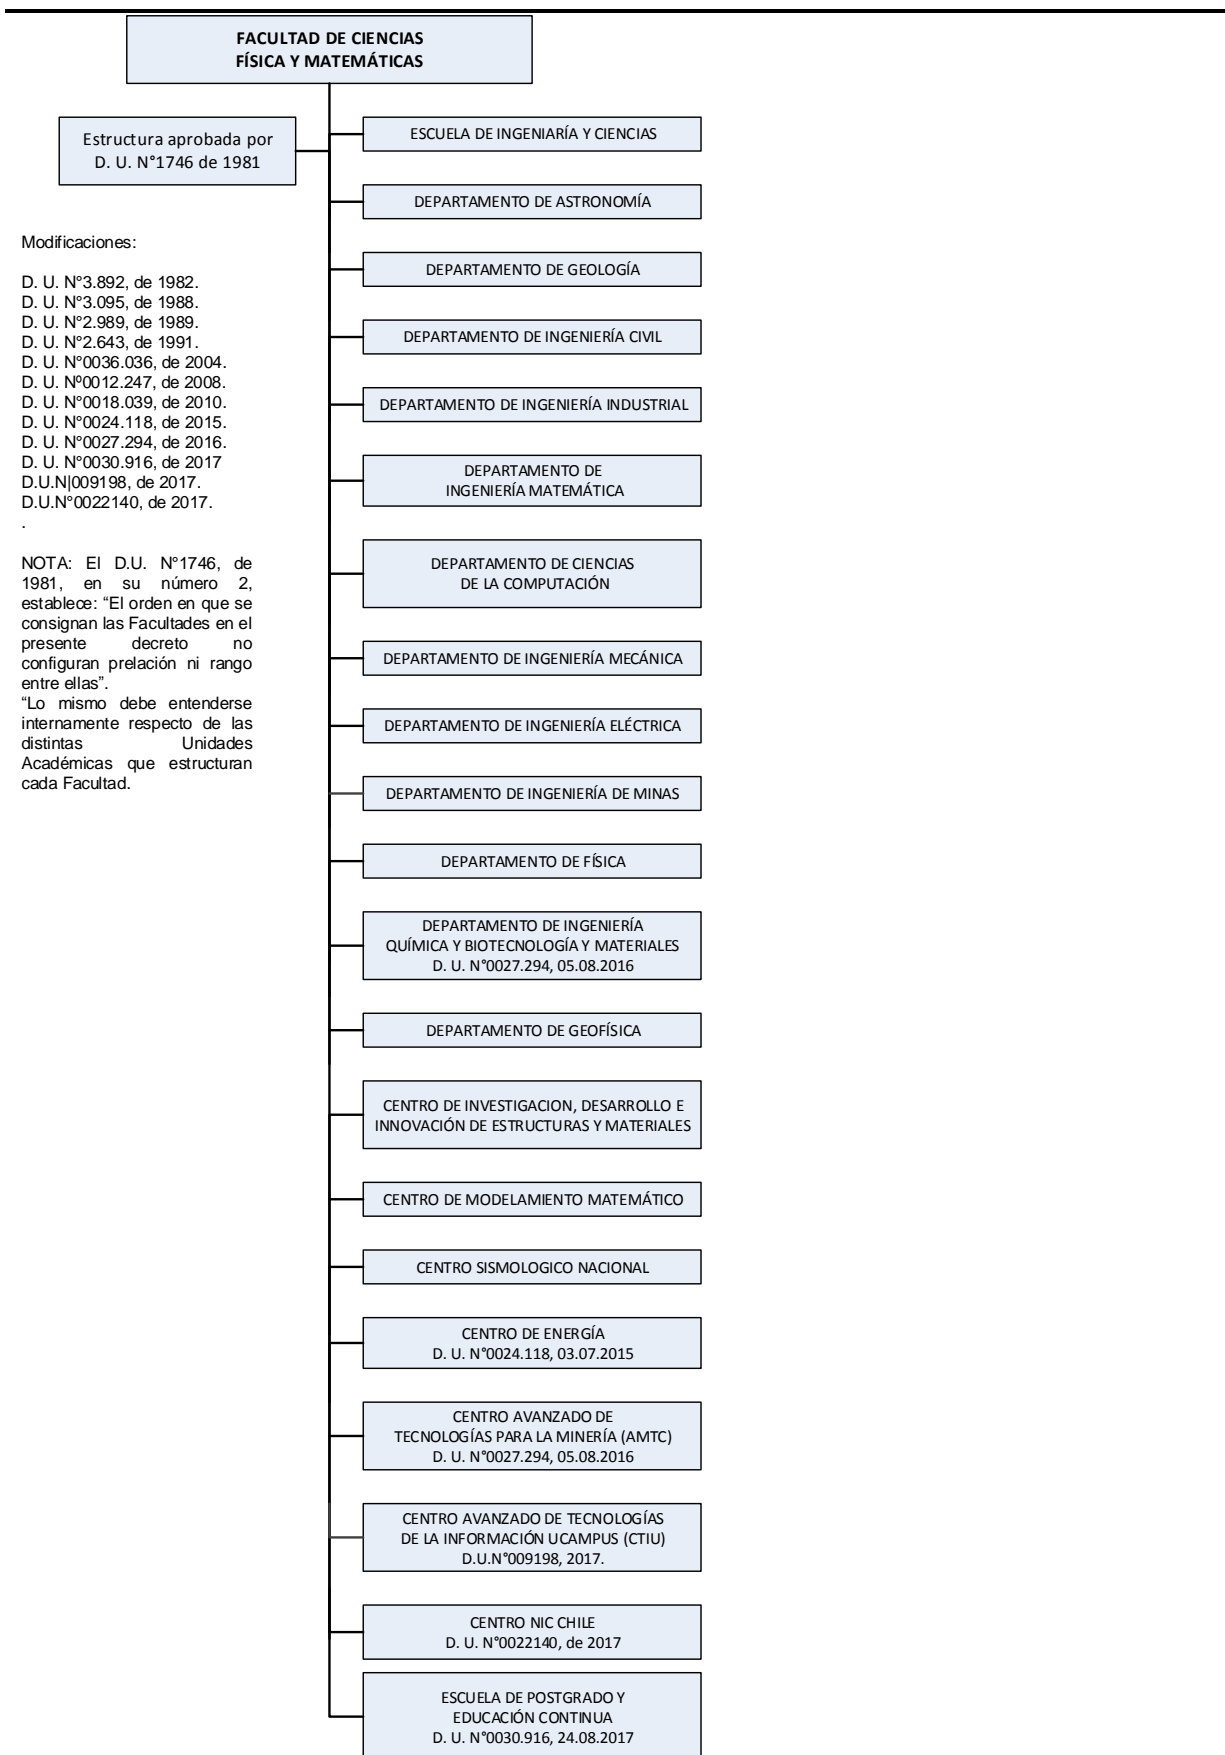 FACULTAD DE CIENCIAS
FÍSICA Y MATEMÁTICAS
Estructura aprobada por
D. U. N°1746 de 1981
Modificaciones:
D. U. N°3.892, de 1982.
D. U. N°3.095, de 1988.
D. U. N°2.989, de 1989.
D. U. N°2.643, de 1991.
D. U. N°0036.036, de 2004.
D. U. Nº0012.247, de 2008.
D. U. N°0018.039, de 2010.
D. U. N°0024.118, de 2015.
D. U. N°0027.294, de 2016.
D. U. N°0030.916, de 2017
D.U.N|009198, de 2017.
D.U.N°0022140, de 2017.
.
NOTA: El D.U. N°1746, de
1981, en su número 2,
establece: “El orden en que se
consignan las Facultades en el
presente decreto no
configuran prelación ni rango
entre ellas”.
“Lo mismo debe entenderse
internamente respecto de las
distintas Unidades
Académicas que estructuran
cada Facultad.
ESCUELA DE INGENIARÍA Y CIENCIAS
DEPARTAMENTO DE ASTRONOMÍA
DEPARTAMENTO DE GEOLOGÍA
DEPARTAMENTO DE INGENIERÍA CIVIL
DEPARTAMENTO DE INGENIERÍA INDUSTRIAL
DEPARTAMENTO DE
INGENIERÍA MATEMÁTICA
DEPARTAMENTO DE CIENCIAS
DE LA COMPUTACIÓN
DEPARTAMENTO DE INGENIERÍA MECÁNICA
DEPARTAMENTO DE INGENIERÍA ELÉCTRICA
DEPARTAMENTO DE INGENIERÍA DE MINAS
DEPARTAMENTO DE FÍSICA
DEPARTAMENTO DE INGENIERÍA
QUÍMICA Y BIOTECNOLOGÍA Y MATERIALES
D. U. N°0027.294, 05.08.2016
DEPARTAMENTO DE GEOFÍSICA
CENTRO DE INVESTIGACION, DESARROLLO E
INNOVACIÓN DE ESTRUCTURAS Y MATERIALES
CENTRO DE MODELAMIENTO MATEMÁTICO
CENTRO SISMOLOGICO NACIONAL
CENTRO DE ENERGÍA
D. U. N°0024.118, 03.07.2015
CENTRO AVANZADO DE
TECNOLOGÍAS PARA LA MINERÍA (AMTC)
D. U. N°0027.294, 05.08.2016
CENTRO AVANZADO DE TECNOLOGÍAS
DE LA INFORMACIÓN UCAMPUS (CTIU)
D.U.N°009198, 2017.
CENTRO NIC CHILE
D. U. N°0022140, de 2017
ESCUELA DE POSTGRADO Y
EDUCACIÓN CONTINUA
D. U. N°0030.916, 24.08.2017